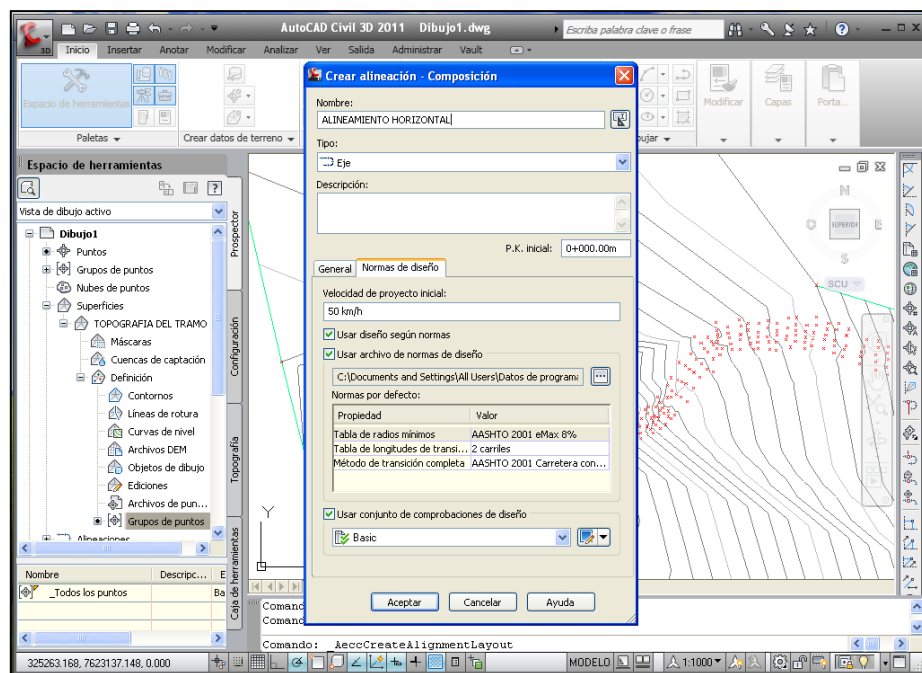 AutoCAD Civil 3D 2011 Dibujo1.dwg
Escriba palabra clave o frase
3D
Inicio Insertar Anotar Modificar Analizar Ver Salida Administrar Vault
Espacio de herramientas
Modificar Capas Porta...
Paletas Crear datos de terreno
Crear alineación - Composición
Nombre:
ALINEAMIENTO HORIZONTAL
Tipo:
Eje
Descripción:
P.K. inicial: 0+000.00m
General Normas de diseño
Velocidad de proyecto inicial:
50 km/h
Usar diseño según normas
Usar archivo de normas de diseño
C:\Documents and Settings\All Users\Datos de programa
Normas por defecto:
Propiedad Valor
Tabla de radios mínimos AASHTO 2001 eMax 8%
Tabla de longitudes de transi... 2 carriles
Método de transición completa AASHTO 2001 Carretera con...
Usar conjunto de comprobaciones de diseño
Basic
Aceptar Cancelar Ayuda
Espacio de herramientas
Vista de dibujo activo
Dibujo1
Puntos
Grupos de puntos
Nubes de puntos
Superficies
TOPOGRAFIA DEL TRAMO
Máscaras
Cuencas de captación
Definición
Contornos
Líneas de rotura
Curvas de nivel
Archivos DEM
Objetos de dibujo
Ediciones
Archivos de pun...
Grupos de puntos
Alineaciones
Prospector
Configuración
Topografía
Caja de herramientas
Nombre Descripc... E
_Todos los puntos Ba
N
O SUPERIOR E
S
SCU
Y
Comand
Comand
Comando: _AeccCreateAlignmentLayout
325263.168, 7623137.148, 0.000
MODELO 1:1000